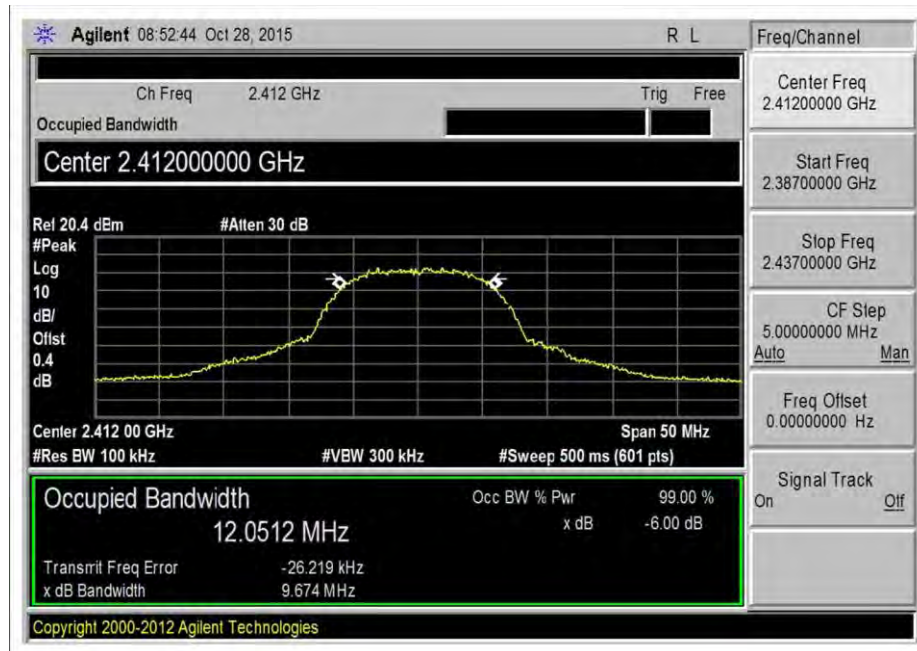 Agilent 08:52:44 Oct 28, 2015 R L
Freq/Channel
Ch Freq 2.412 GHz Trig Free
Occupied Bandwidth
Center 2.412000000 GHz
Ref 20.4 dBm #Atten 30 dB
#Peak
Log
10
dB/
Offst
0.4
dB
Center 2.412 00 GHz Span 50 MHz
#Res BW 100 kHz #VBW 300 kHz #Sweep 500 ms (601 pts)
Occupied Bandwidth Occ BW % Pwr 99.00 %
12.0512 MHz x dB -6.00 dB
Transmit Freq Error -26.219 kHz
x dB Bandwidth 9.674 MHz
Copyright 2000-2012 Agilent Technologies
Center Freq
2.41200000 GHz
Start Freq
2.38700000 GHz
Stop Freq
2.43700000 GHz
CF Step
5.00000000 MHz
Auto Man
Freq Offset
0.00000000 Hz
Signal Track
On Off